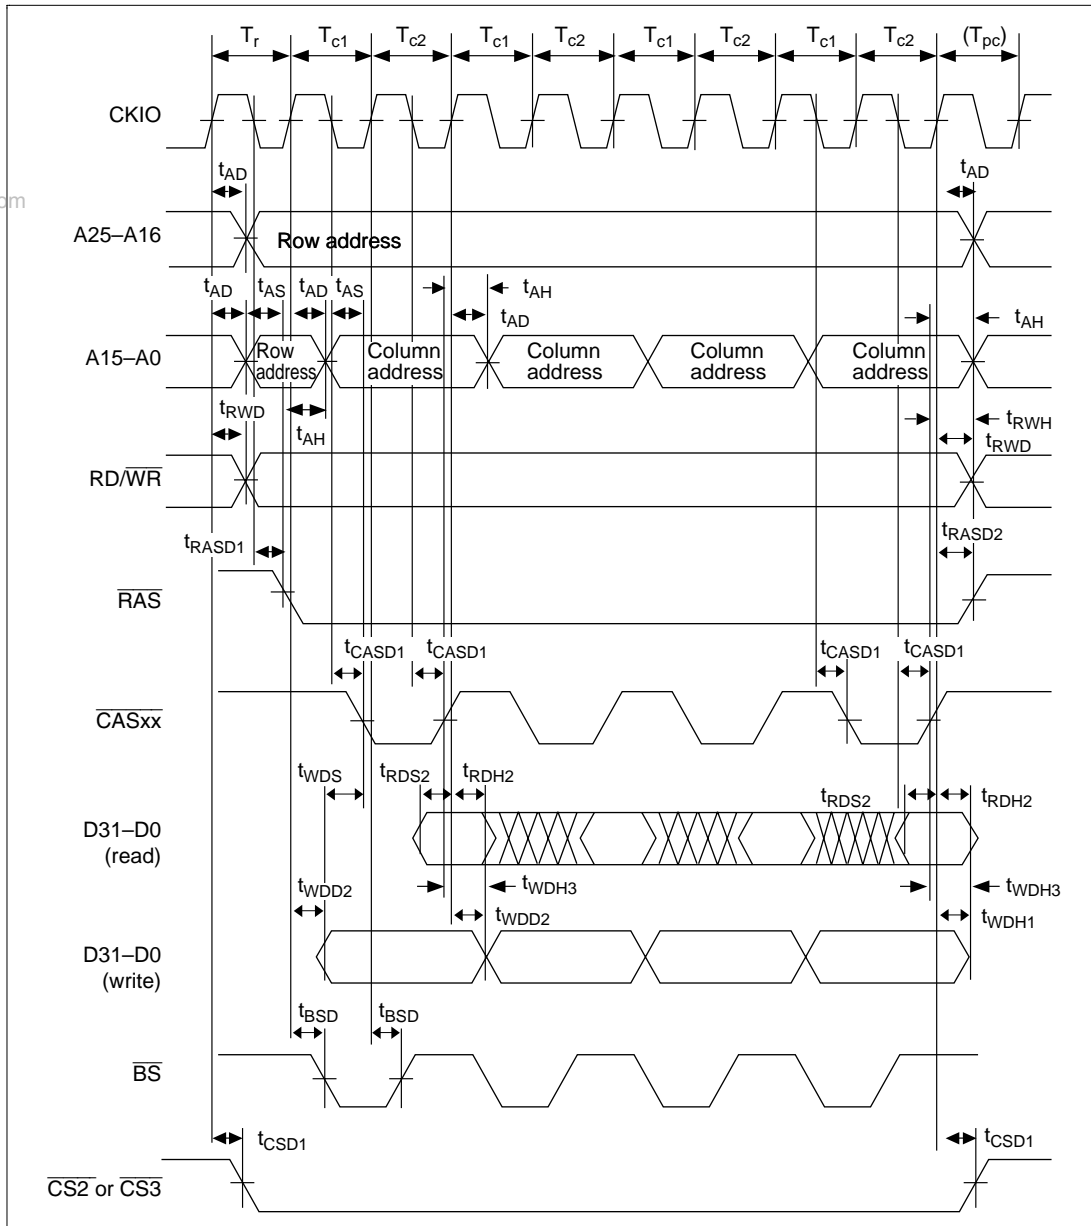 Tr Tc1 Tc2 Tc1 Tc2 Tc1 Tc2 Tc1 Tc2 (Tpc)
CKIO
tAD tAD
om
A25–A16 Row address
tAD tAS tAD tAS tAH
tAD tAH
A15–A0 Row address Column address Column address Column address Column address
tRWD tAH tRWH
tRWD
RD/WR
tRASD1 tRASD2
RAS
tCASD1 tCASD1 tCASD1 tCASD1
CASxx
tWDS tRDS2 tRDH2 tRDS2 tRDH2
D31–D0
(read)
tWDH3 tWDH3
tWDD2 tWDD2 tWDH1
D31–D0
(write)
tBSD tBSD
BS
tCSD1 tCSD1
CS2 or CS3